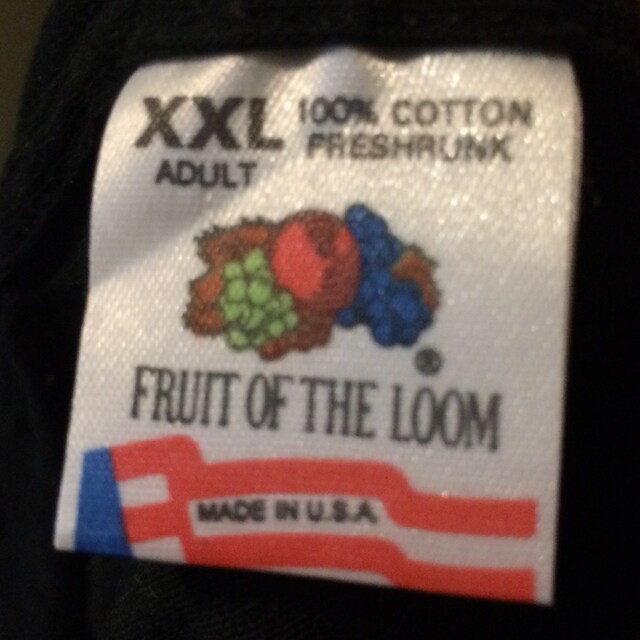 XXL 100% COTTON
ADULT PRESHRUNK
FRUIT OF THE LOOM®
MADE IN U.S.A.